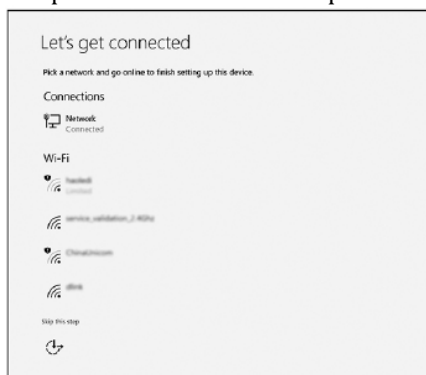 Let's get connected
Pick a network and go online to finish setting up this device.
Connections
Network
Connected
Wi-Fi
Limited
service_validation_2.4Ghz
ChinaUnicom
dlink
Skip this step